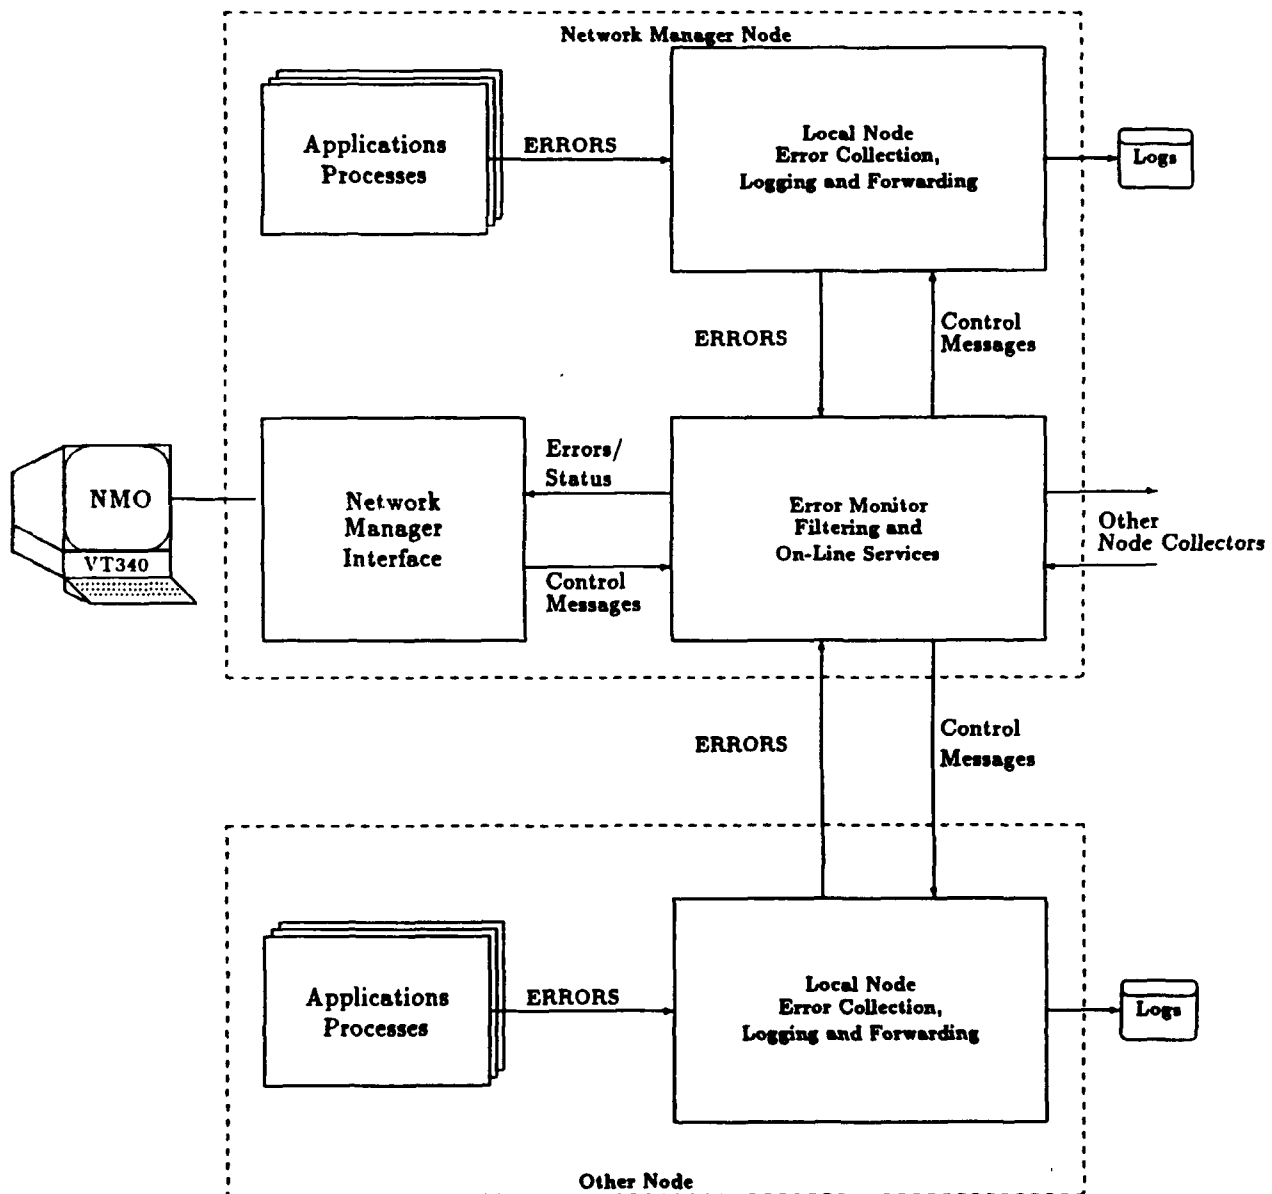 Network Manager Node
Applications
Processes
ERRORS
Local Node
Error Collection,
Logging and Forwarding
Logs
ERRORS
Control
Messages
NMO
VT340
Network
Manager
Interface
Errors/
Status
Control
Messages
Error Monitor
Filtering and
On-Line Services
Other
Node Collectors
ERRORS
Control
Messages
Applications
Processes
ERRORS
Local Node
Error Collection,
Logging and Forwarding
Logs
Other Node